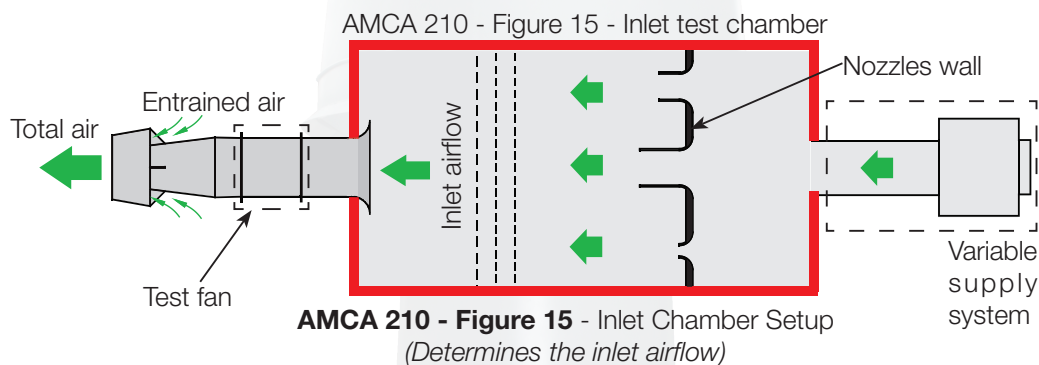 AMCA 210 - Figure 15 - Inlet test chamber
Nozzles wall
Entrained air
Total air
Inlet airflow
Test fan
Variable
supply
system
AMCA 210 - Figure 15 - Inlet Chamber Setup
(Determines the inlet airflow)